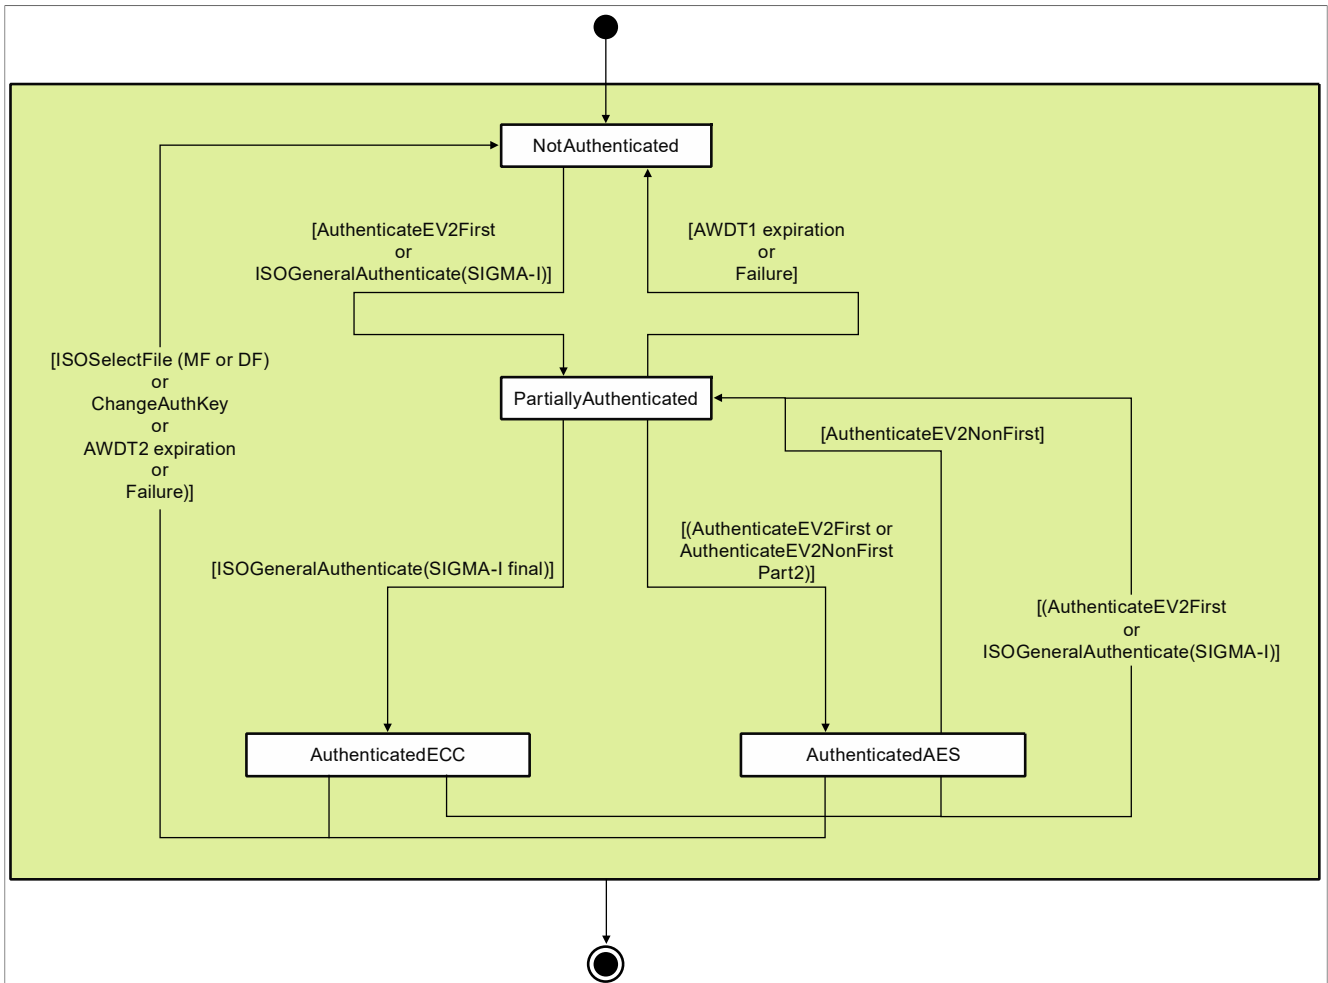 NotAuthenticated
[AuthenticateEV2First
or
ISOGeneralAuthenticate(SIGMA-I)]
[AWDT1 expiration
or
Failure]
[ISOSelectFile (MF or DF)
or
ChangeAuthKey
or
AWDT2 expiration
or
Failure)]
PartiallyAuthenticated
[AuthenticateEV2NonFirst]
[ISOGeneralAuthenticate(SIGMA-I final)]
[(AuthenticateEV2First or
AuthenticateEV2NonFirst
Part2)]
[(AuthenticateEV2First
or
ISOGeneralAuthenticate(SIGMA-I)]
AuthenticatedECC
AuthenticatedAES